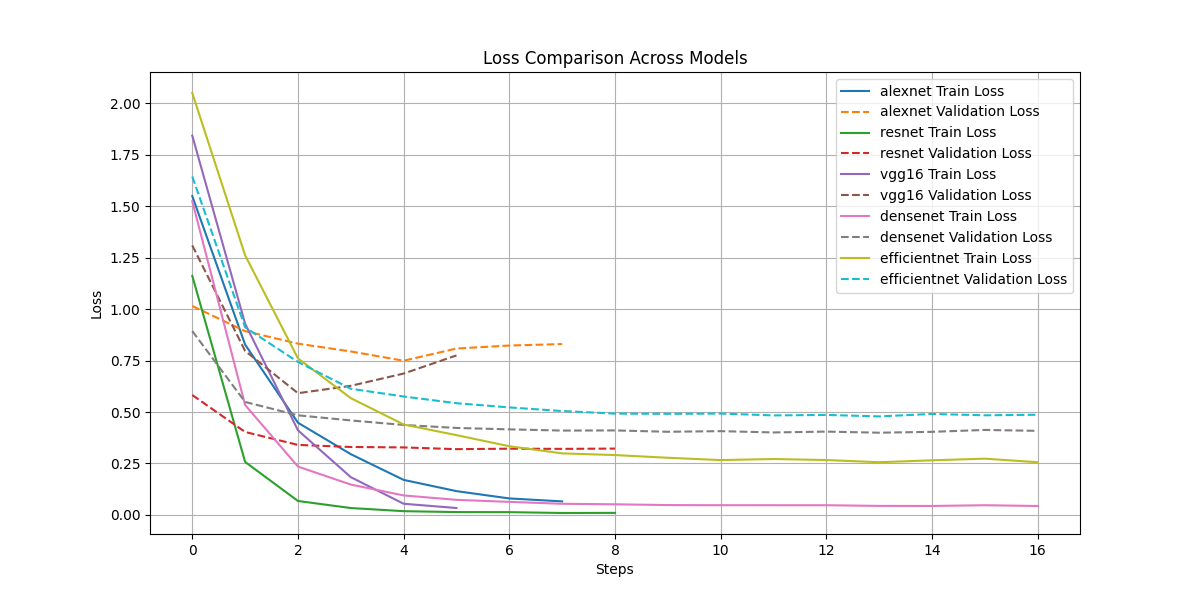 Loss Comparison Across Models
2.00
1.75
1.50
1.25
1.00
0.75
0.50
0.25
0.00
Loss
0 2 4 6 8 10 12 14 16
Steps
alexnet Train Loss
alexnet Validation Loss
resnet Train Loss
resnet Validation Loss
vgg16 Train Loss
vgg16 Validation Loss
densenet Train Loss
densenet Validation Loss
efficientnet Train Loss
efficientnet Validation Loss